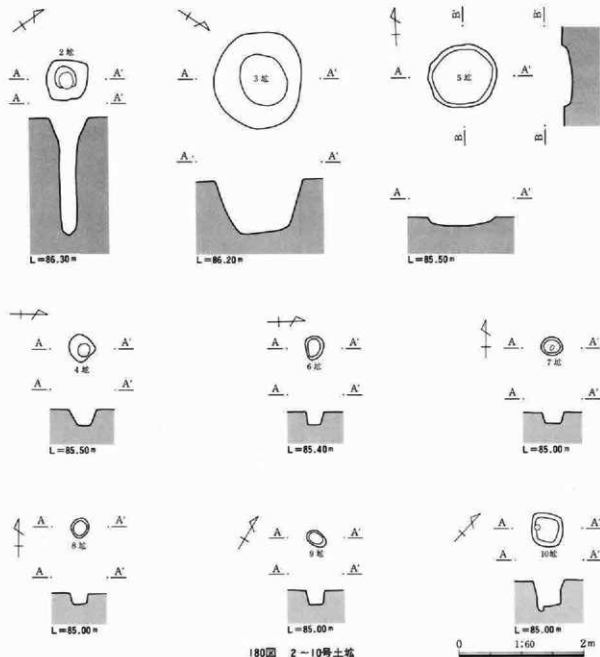 2坑
A A'
A A'
L=86.30m
3坑
A A'
A A'
L=86.20m
B B'
5坑
A A'
B B'
A A'
L=85.50m
4坑
A A'
A A'
L=85.50m
6坑
A A'
A A'
L=85.40m
7坑
A A'
A A'
L=85.00m
8坑
A A'
A A'
L=85.00m
9坑
A A'
A A'
L=85.00m
10坑
A A'
A A'
L=85.00m
180図 2~10号土坑
0 1:60 2m